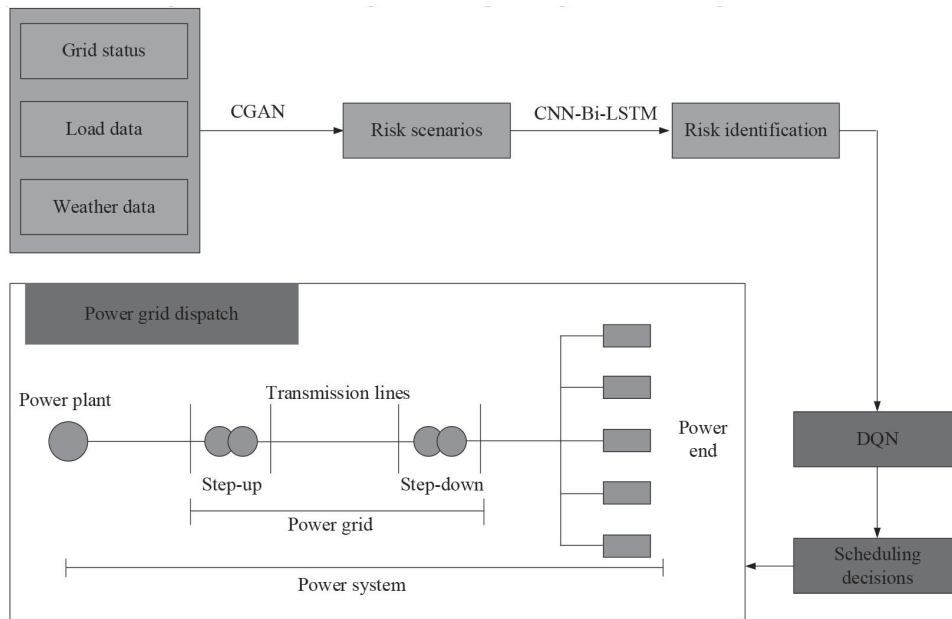 Grid status
Load data
Weather data
CGAN
Risk scenarios
CNN-Bi-LSTM
Risk identification
Power grid dispatch
Power plant
Transmission lines
Step-up
Step-down
Power grid
Power system
Power
end
DQN
Scheduling
decisions